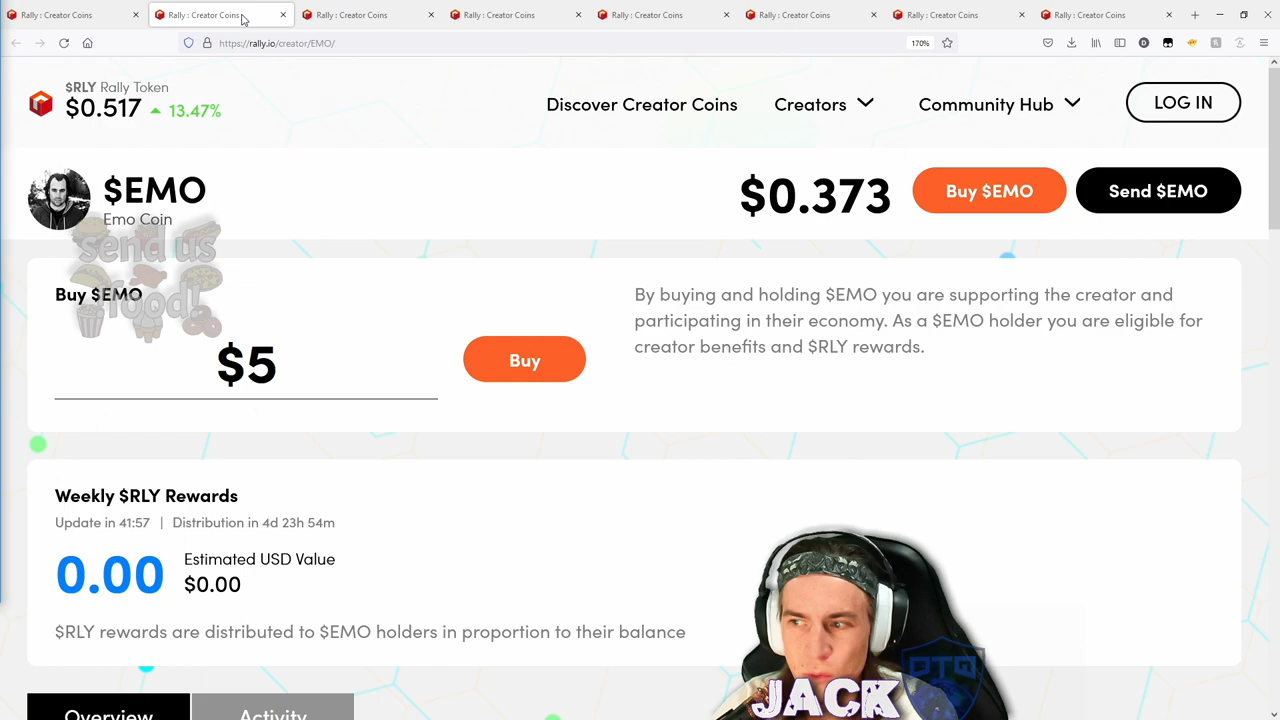 Rally : Creator Coins
Rally : Creator Coins
Rally : Creator Coins
Rally : Creator Coins
Rally : Creator Coins
Rally : Creator Coins
Rally : Creator Coins
Rally : Creator Coins
https://rally.io/creator/EMO/
170%
$RLY Rally Token
$0.517 13.47%
Discover Creator Coins
Creators
Community Hub
LOG IN
$EMO
Emo Coin
$0.373
Buy $EMO
Send $EMO
send us
food!
Buy $EMO
$5
Buy
By buying and holding $EMO you are supporting the creator and
participating in their economy. As a $EMO holder you are eligible for
creator benefits and $RLY rewards.
Weekly $RLY Rewards
Update in 41:57 | Distribution in 4d 23h 54m
0.00
Estimated USD Value
$0.00
$RLY rewards are distributed to $EMO holders in proportion to their balance
Overview
Activity
JACK
PTQ